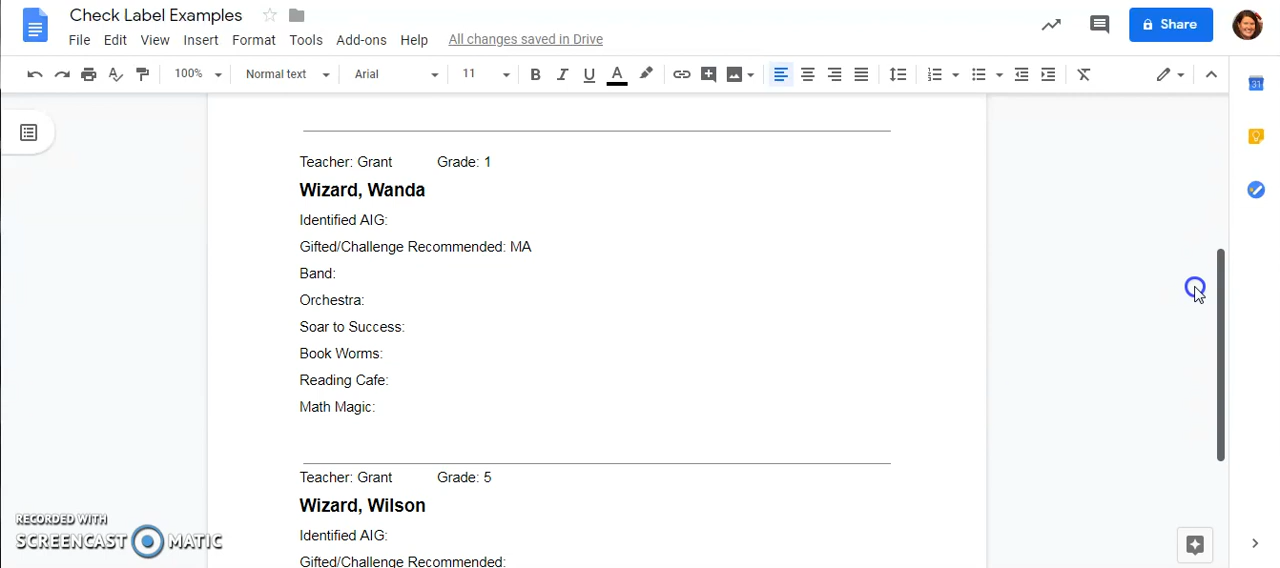 Check Label Examples
File Edit View Insert Format Tools Add-ons Help All changes saved in Drive
Share
100% Normal text Arial 11 B I U A
31
Teacher: Grant Grade: 1
Wizard, Wanda
Identified AIG:
Gifted/Challenge Recommended: MA
Band:
Orchestra:
Soar to Success:
Book Worms:
Reading Cafe:
Math Magic:
Teacher: Grant Grade: 5
Wizard, Wilson
Identified AIG:
Gifted/Challenge Recommended:
RECORDED WITH
SCREENCAST MATIC